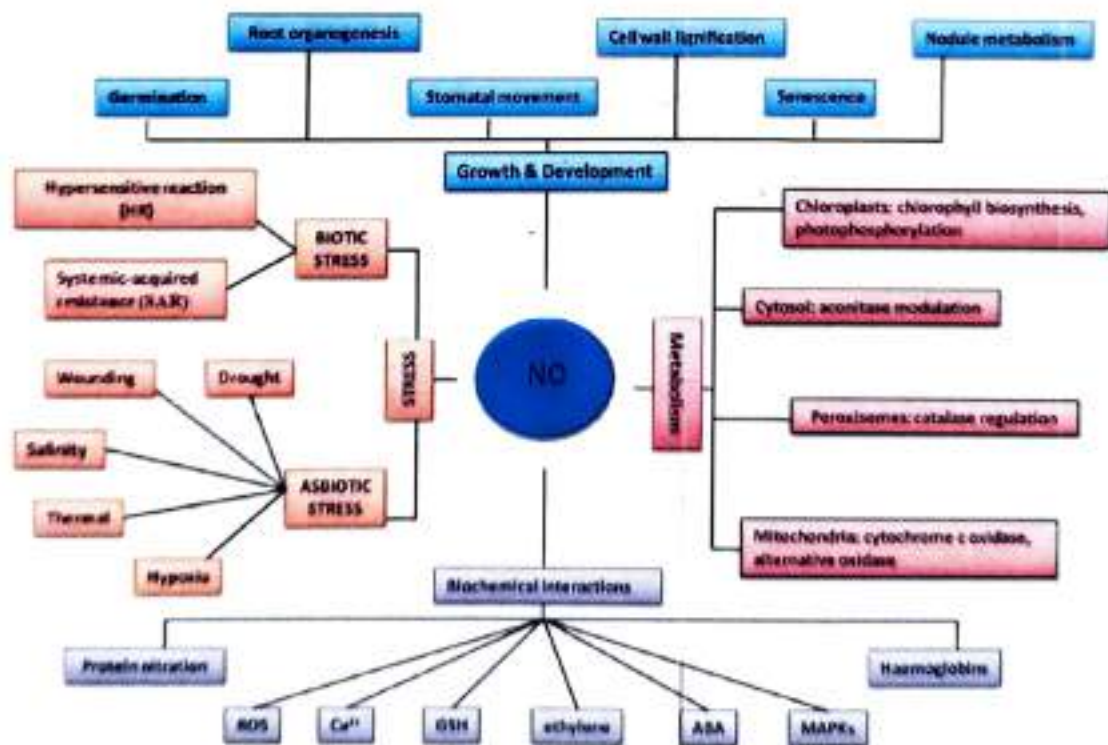 Root organogenesis
Cell wall lignification
Nodule metabolism
Germination
Stomatal movement
Senescence
Growth & Development
Hypersensitive reaction
(HR)
BIOTIC
STRESS
Systemic-acquired
resistance (SAR)
Chloroplasts: chlorophyll biosynthesis,
photophosphorylation
Cytosol: aconitase modulation
STRESS
NO
Metabolism
Wounding
Drought
Peroxisemes: catalase regulation
Salinity
ASBIOTIC
STRESS
Thermal
Hypoxia
Mitochondria: cytochrome c oxidase,
alternative oxidase
Biochemical interactions
Protein nitration
Haemaglobins
ROS
Ca²⁺
GSH
ethylene
ABA
MAPKs